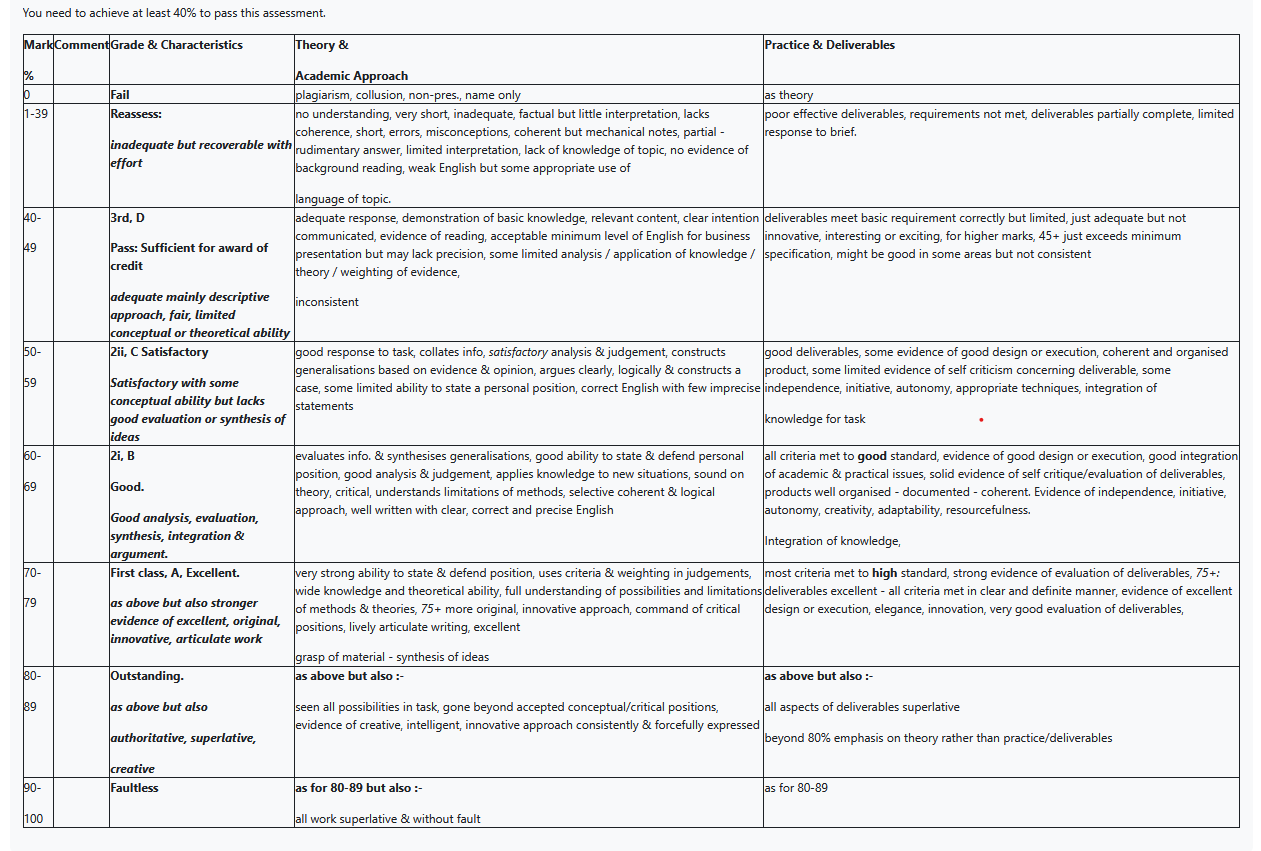 You need to achieve at least 40% to pass this assessment.
Mark Comment Grade & Characteristics Theory & Practice & Deliverables
% Academic Approach
0 Fail plagiarism, collusion, non-pres., name only as theory
1-39 Reassess: no understanding, very short, inadequate, factual but little interpretation, lacks poor effective deliverables, requirements not met, deliverables partially complete, limited
coherence, short, errors, misconceptions, coherent but mechanical notes, partial - response to brief.
inadequate but recoverable with rudimentary answer, limited interpretation, lack of knowledge of topic, no evidence of
effort background reading, weak English but some appropriate use of
language of topic.
40- 3rd, D adequate response, demonstration of basic knowledge, relevant content, clear intention deliverables meet basic requirement correctly but limited, just adequate but not
communicated, evidence of reading, acceptable minimum level of English for business innovative, interesting or exciting, for higher marks, 45+ just exceeds minimum
49 Pass: Sufficient for award of presentation but may lack precision, some limited analysis / application of knowledge / specification, might be good in some areas but not consistent
credit theory / weighting of evidence,
adequate mainly descriptive inconsistent
approach, fair, limited
conceptual or theoretical ability
50- 2ii, C Satisfactory good response to task, collates info, satisfactory analysis & judgement, constructs good deliverables, some evidence of good design or execution, coherent and organised
generalisations based on evidence & opinion, argues clearly, logically & constructs a product, some limited evidence of self criticism concerning deliverable, some
59 Satisfactory with some case, some limited ability to state a personal position, correct English with few imprecise independence, initiative, autonomy, appropriate techniques, integration of
conceptual ability but lacks statements
good evaluation or synthesis of knowledge for task
ideas
60- 2i, B evaluates info. & synthesises generalisations, good ability to state & defend personal all criteria met to good standard, evidence of good design or execution, good integration
position, good analysis & judgement, applies knowledge to new situations, sound on of academic & practical issues, solid evidence of self critique/evaluation of deliverables,
69 Good. theory, critical, understands limitations of methods, selective coherent & logical products well organised - documented - coherent. Evidence of independence, initiative,
approach, well written with clear, correct and precise English autonomy, creativity, adaptability, resourcefulness.
Good analysis, evaluation,
synthesis, integration & Integration of knowledge,
argument.
70- First class, A, Excellent. very strong ability to state & defend position, uses criteria & weighting in judgements, most criteria met to high standard, strong evidence of evaluation of deliverables, 75+:
wide knowledge and theoretical ability, full understanding of possibilities and limitations deliverables excellent - all criteria met in clear and definite manner, evidence of excellent
79 as above but also stronger of methods & theories, 75+ more original, innovative approach, command of critical design or execution, elegance, innovation, very good evaluation of deliverables,
evidence of excellent, original, positions, lively articulate writing, excellent
innovative, articulate work
grasp of material - synthesis of ideas
80- Outstanding. as above but also :- as above but also :-
89 as above but also seen all possibilities in task, gone beyond accepted conceptual/critical positions, all aspects of deliverables superlative
evidence of creative, intelligent, innovative approach consistently & forcefully expressed
authoritative, superlative, beyond 80% emphasis on theory rather than practice/deliverables
creative
90- Faultless as for 80-89 but also :- as for 80-89
100 all work superlative & without fault